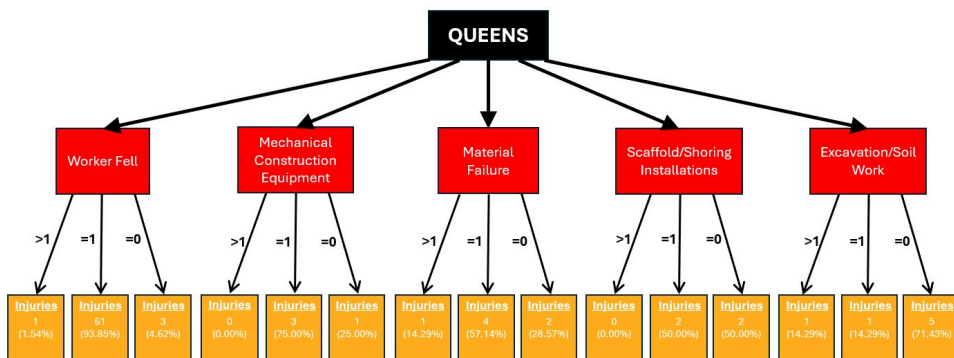 QUEENS
Worker Fell
Mechanical
Construction
Equipment
Material
Failure
Scaffold/Shoring
Installations
Excavation/Soil
Work
>1
=1
=0
>1
=1
=0
>1
=1
=0
>1
=1
=0
>1
=1
=0
Injuries
1
(1.54%)
Injuries
61
(93.85%)
Injuries
3
(4.62%)
Injuries
0
(0.00%)
Injuries
3
(75.00%)
Injuries
1
(25.00%)
Injuries
1
(14.29%)
Injuries
4
(57.14%)
Injuries
2
(28.57%)
Injuries
0
(0.00%)
Injuries
2
(50.00%)
Injuries
2
(50.00%)
Injuries
1
(14.29%)
Injuries
1
(14.29%)
Injuries
5
(71.43%)